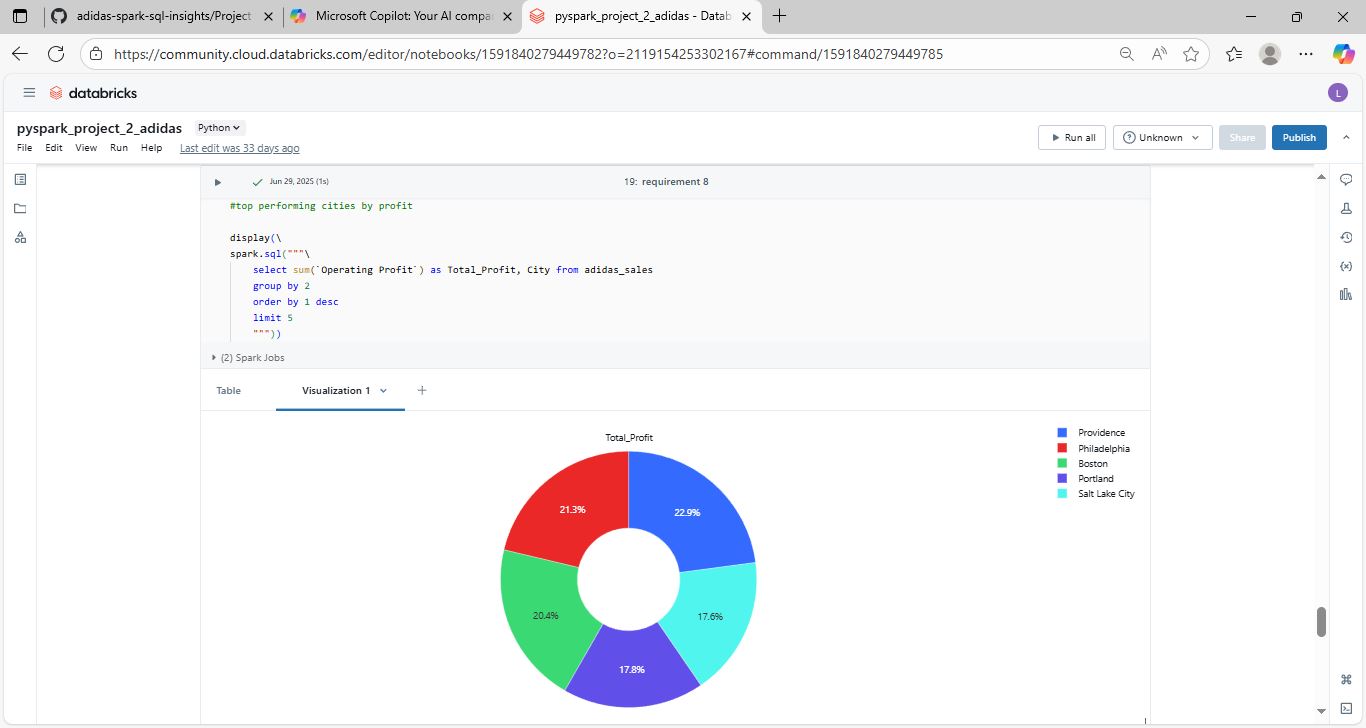 adidas-spark-sql-insights/Project
Microsoft Copilot: Your AI compa
pyspark_project_2_adidas - Datab
https://community.cloud.databricks.com/editor/notebooks/1591840279449782?o=2119154253302167#command/1591840279449785
databricks
L
pyspark_project_2_adidas Python
File Edit View Run Help Last edit was 33 days ago
Run all Unknown Share Publish
Jun 29, 2025 (1s) 19: requirement 8
#top performing cities by profit
display(\
spark.sql("""\
select sum(`Operating Profit`) as Total_Profit, City from adidas_sales
group by 2
order by 1 desc
limit 5
"""))
(2) Spark Jobs
Table Visualization 1 +
Total_Profit
Providence
Philadelphia
Boston
Portland
Salt Lake City
21.3%
22.9%
20.4%
17.6%
17.8%